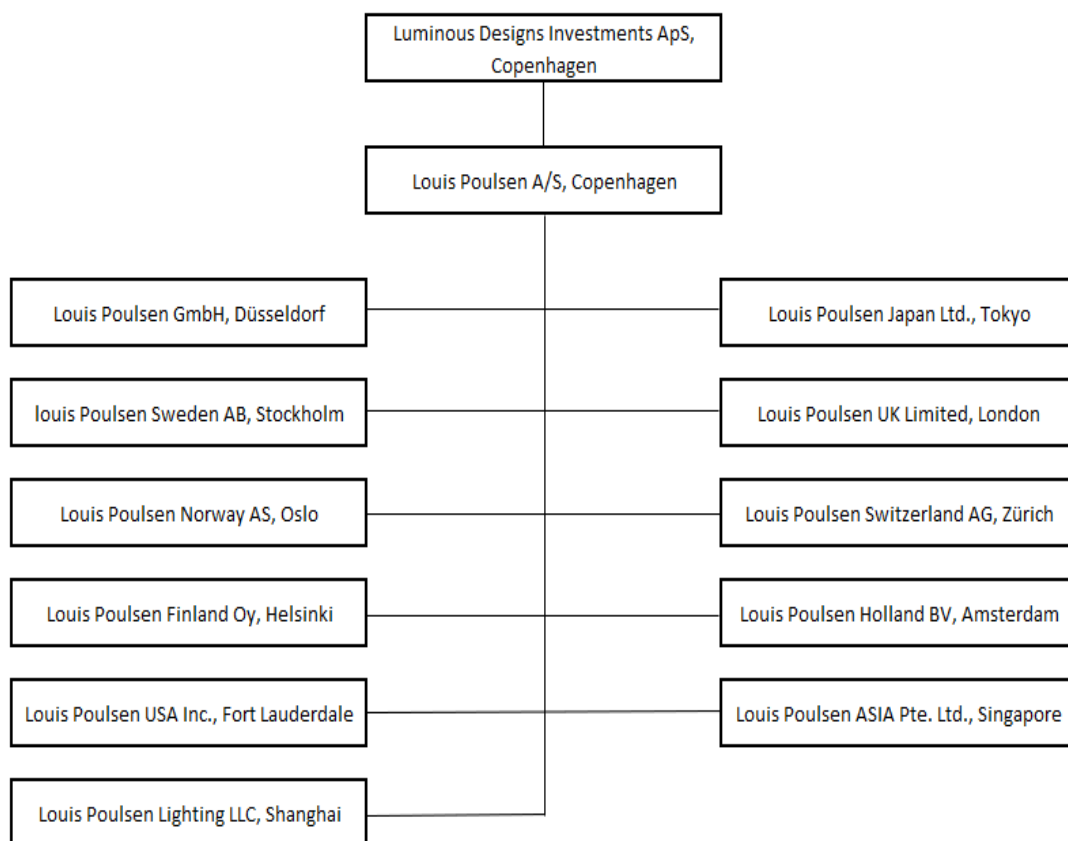 Luminous Designs Investments ApS,
Copenhagen
Louis Poulsen A/S, Copenhagen
Louis Poulsen GmbH, Düsseldorf
Louis Poulsen Japan Ltd., Tokyo
louis Poulsen Sweden AB, Stockholm
Louis Poulsen UK Limited, London
Louis Poulsen Norway AS, Oslo
Louis Poulsen Switzerland AG, Zürich
Louis Poulsen Finland Oy, Helsinki
Louis Poulsen Holland BV, Amsterdam
Louis Poulsen USA Inc., Fort Lauderdale
Louis Poulsen ASIA Pte. Ltd., Singapore
Louis Poulsen Lighting LLC, Shanghai